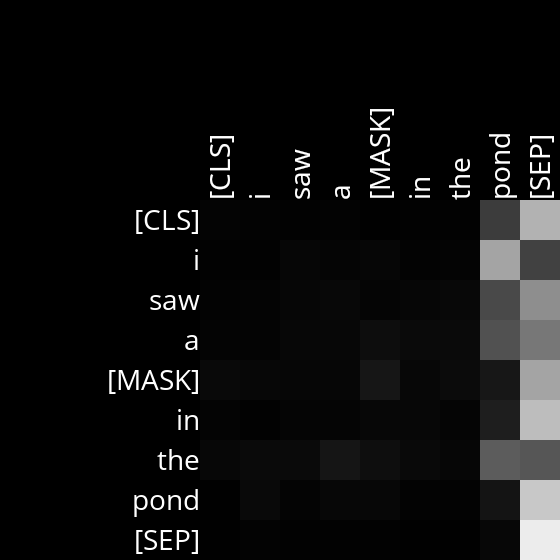 [CLS] i saw a [MASK] in the pond [SEP]
[CLS]
i
saw
a
[MASK]
in
the
pond
[SEP]